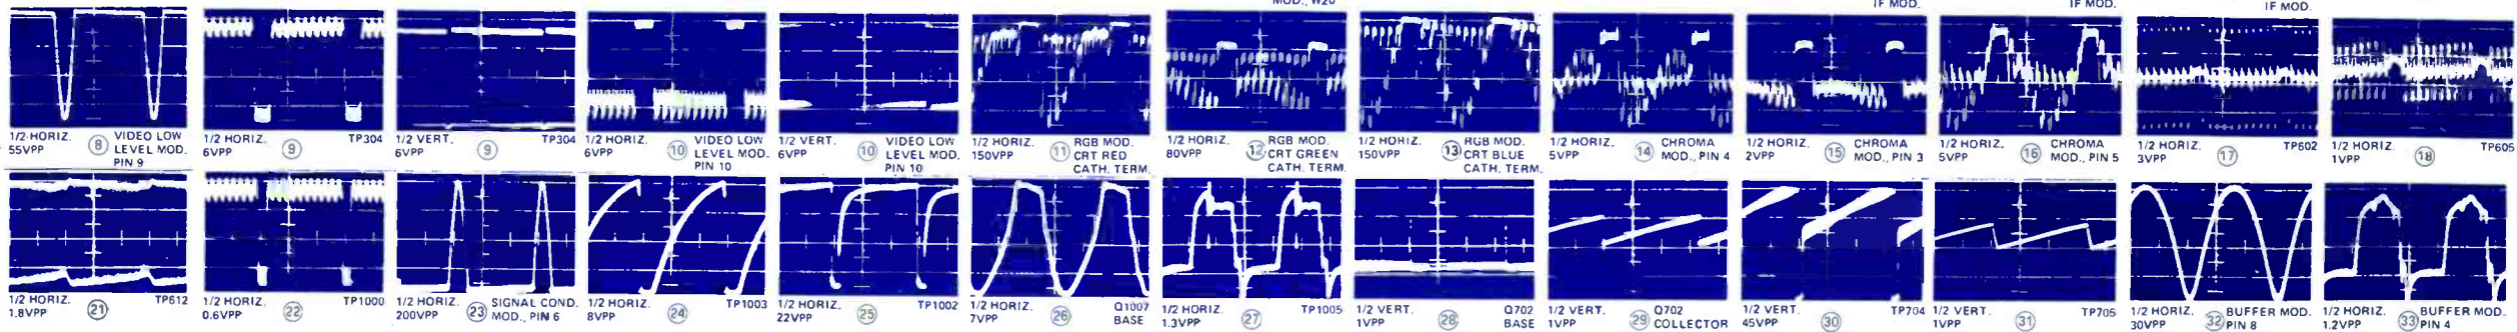 MOD., W20
IF MOD.
IF MOD.
IF MOD.
1/2 HORIZ.
55VPP
8
VIDEO LOW
LEVEL MOD.
PIN 9
1/2 HORIZ.
6VPP
9
TP304
1/2 VERT.
6VPP
9
TP304
1/2 HORIZ.
6VPP
10
VIDEO LOW
LEVEL MOD.
PIN 10
1/2 VERT.
6VPP
10
VIDEO LOW
LEVEL MOD.
PIN 10
1/2 HORIZ.
150VPP
11
RGB MOD.
CRT RED
CATH. TERM.
1/2 HORIZ.
80VPP
12
RGB MOD.
CRT GREEN
CATH. TERM.
1/2 HORIZ.
150VPP
13
RGB MOD.
CRT BLUE
CATH. TERM.
1/2 HORIZ.
5VPP
14
CHROMA
MOD., PIN 4
1/2 HORIZ.
2VPP
15
CHROMA
MOD., PIN 3
1/2 HORIZ.
5VPP
16
CHROMA
MOD., PIN 5
1/2 HORIZ.
3VPP
17
TP602
1/2 HORIZ.
1VPP
18
TP605
1/2 HORIZ.
1.8VPP
21
TP612
1/2 HORIZ.
0.6VPP
22
TP1000
1/2 HORIZ.
200VPP
23
SIGNAL COND.
MOD., PIN 6
1/2 HORIZ.
8VPP
24
TP1003
1/2 HORIZ.
22VPP
25
TP1002
1/2 HORIZ.
7VPP
26
Q1007
BASE
1/2 HORIZ.
1.3VPP
27
TP1005
1/2 VERT.
1VPP
28
Q702
BASE
1/2 VERT.
1VPP
29
Q702
COLLECTOR
1/2 VERT.
45VPP
30
TP704
1/2 VERT.
1VPP
31
TP705
1/2 HORIZ.
30VPP
32
BUFFER MOD.
PIN 8
1/2 HORIZ.
1.2VPP
33
BUFFER MOD.
PIN 4